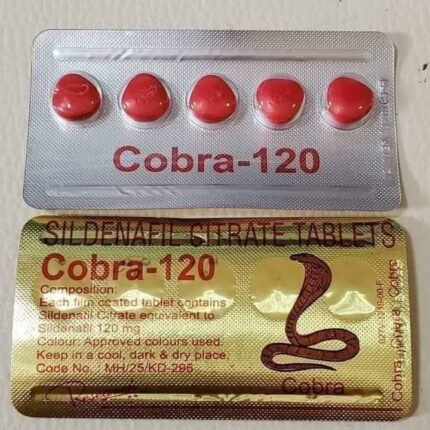 Cobra-120
SILDENAFIL CITRATE TABLETS
Cobra-120
Composition:
Each film coated tablet contains
Sildenafil Citrate equivalent to
Sildenafil 120 mg
Colour: Approved colours used.
Keep in a cool, dark & dry place,
Code No. MH/25/KD-296
Cobra
Cobra